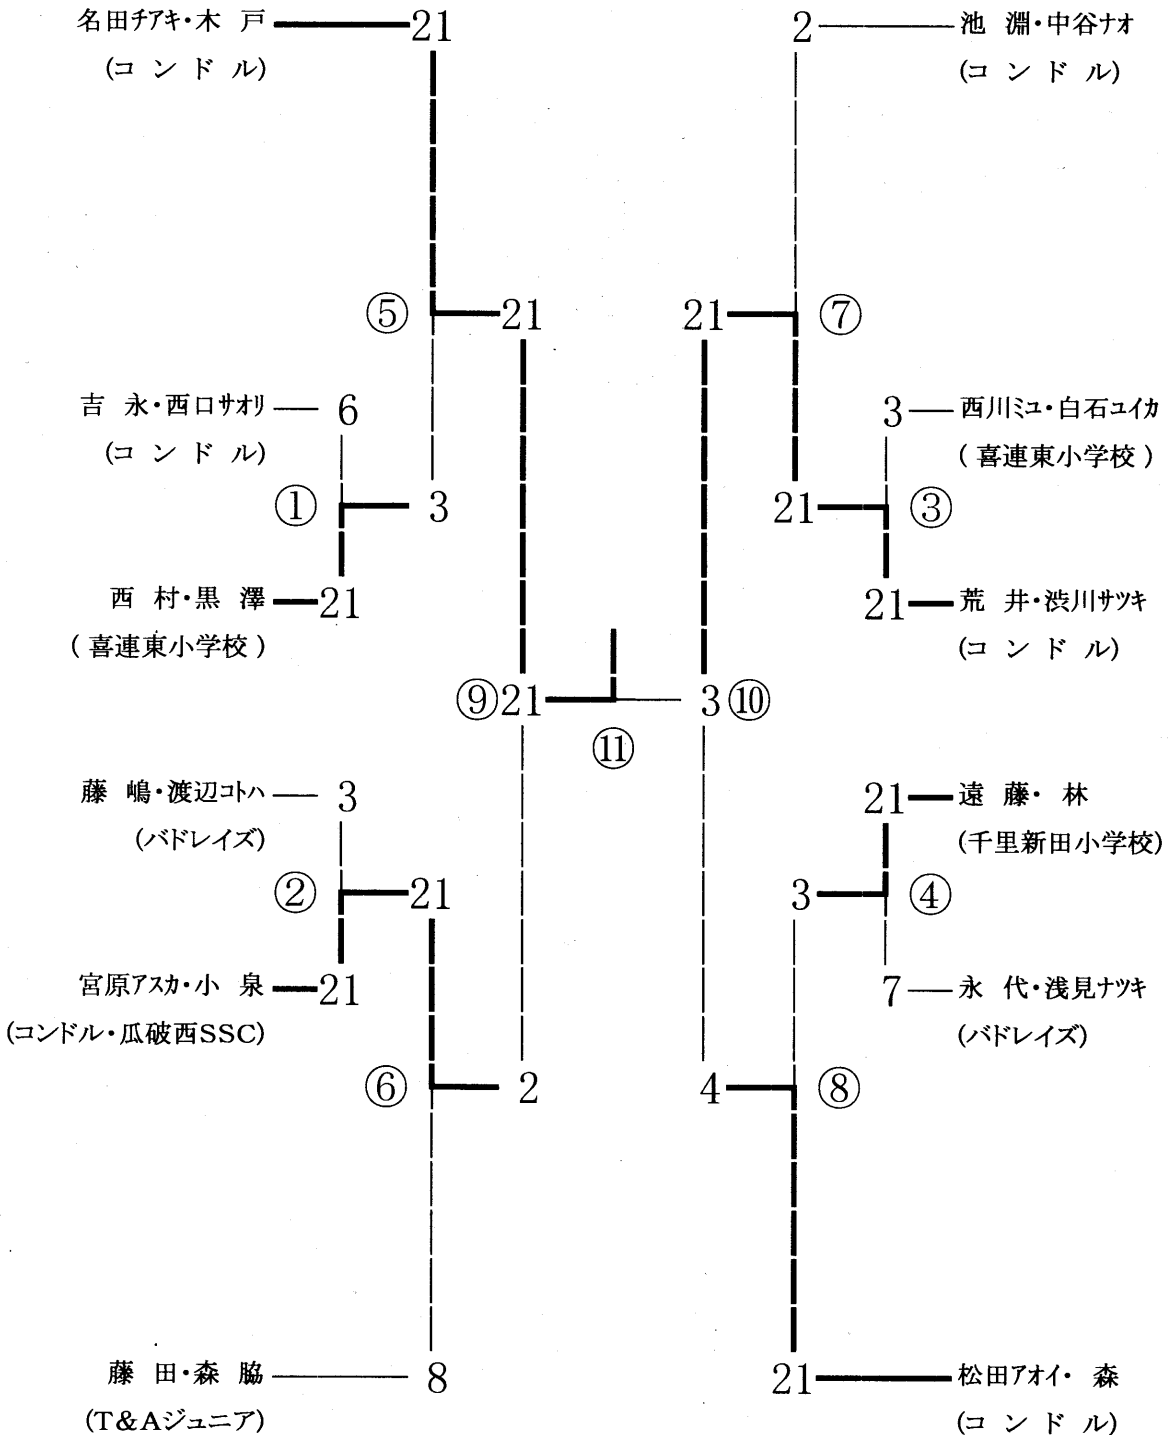 名田チアキ・木 戸 21
(コ ン ド ル)
2 池 淵・中谷ナオ
(コ ン ド ル)
⑤ 21
21 ⑦
吉 永・西口サオリ 6
(コ ン ド ル)
3 西川ミユ・白石ユイカ
(喜連東小学校)
① 3
21 ③
西 村・黒 澤 21
(喜連東小学校)
21 荒 井・渋川サツキ
(コ ン ド ル)
⑨ 21
3 ⑩
⑪
藤 嶋・渡辺コトハ 3
(バドレイズ)
21 遠 藤・ 林
(千里新田小学校)
② 21
3 ④
宮原アスカ・小 泉 21
(コンドル・瓜破西SSC)
7 永 代・浅見ナツキ
(バドレイズ)
⑥ 2
4 ⑧
藤 田・森 脇 8
(T&Aジュニア)
21 松田アオイ・ 森
(コ ン ド ル)